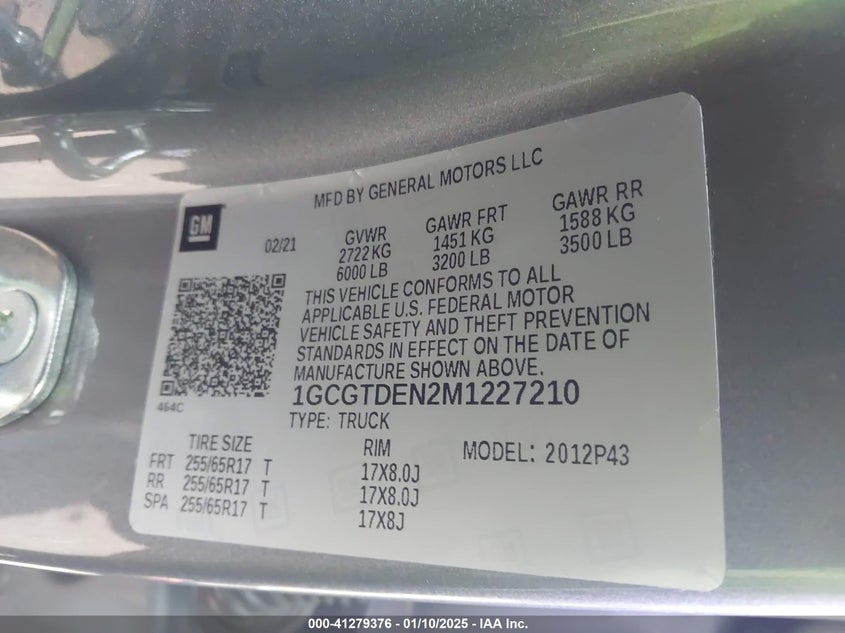 MFD BY GENERAL MOTORS LLC
GM
02/21
GVWR GAWR FRT GAWR RR
2722 KG 1451 KG 1588 KG
6000 LB 3200 LB 3500 LB
THIS VEHICLE CONFORMS TO ALL
APPLICABLE U.S. FEDERAL MOTOR
VEHICLE SAFETY AND THEFT PREVENTION
STANDARDS IN EFFECT ON THE DATE OF
MANUFACTURE SHOWN ABOVE.
464C
1GCGTDEN2M1227210
TYPE: TRUCK
TIRE SIZE RIM MODEL: 2012P43
FRT 255/65R17 T 17X8.0J
RR 255/65R17 T 17X8.0J
SPA 255/65R17 T 17X8J
000-41279376 - 01/10/2025 - IAA Inc.